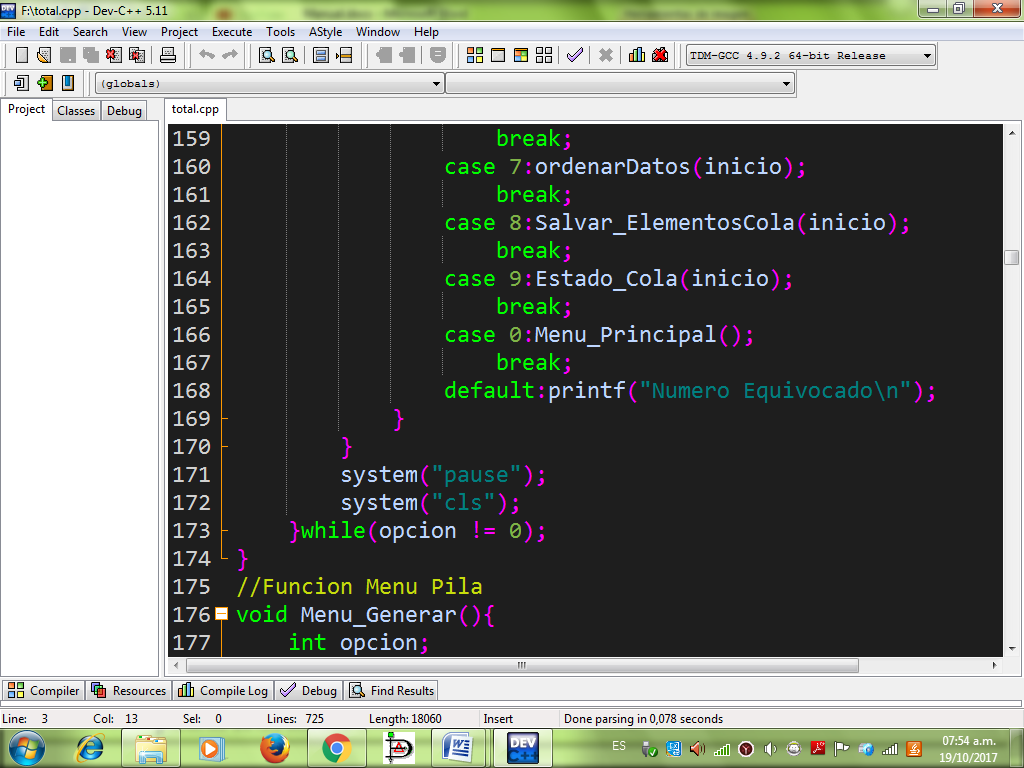 F:\total.cpp - Dev-C++ 5.11
File Edit Search View Project Execute Tools AStyle Window Help
TDM-GCC 4.9.2 64-bit Release
(globals)
Project Classes Debug
total.cpp
159 break;
160 case 7:ordenarDatos(inicio);
161 break;
162 case 8:Salvar_ElementosCola(inicio);
163 break;
164 case 9:Estado_Cola(inicio);
165 break;
166 case 0:Menu_Principal();
167 break;
168 default:printf("Numero Equivocado\n");
169 }
170 }
171 system("pause");
172 system("cls");
173 }while(opcion != 0);
174 }
175 //Funcion Menu Pila
176 void Menu_Generar(){
177 int opcion;
Compiler Resources Compile Log Debug Find Results
Line: 3 Col: 13 Sel: 0 Lines: 725 Length: 18060 Insert Done parsing in 0,078 seconds
DEV C++
ES
07:54 a.m.
19/10/2017